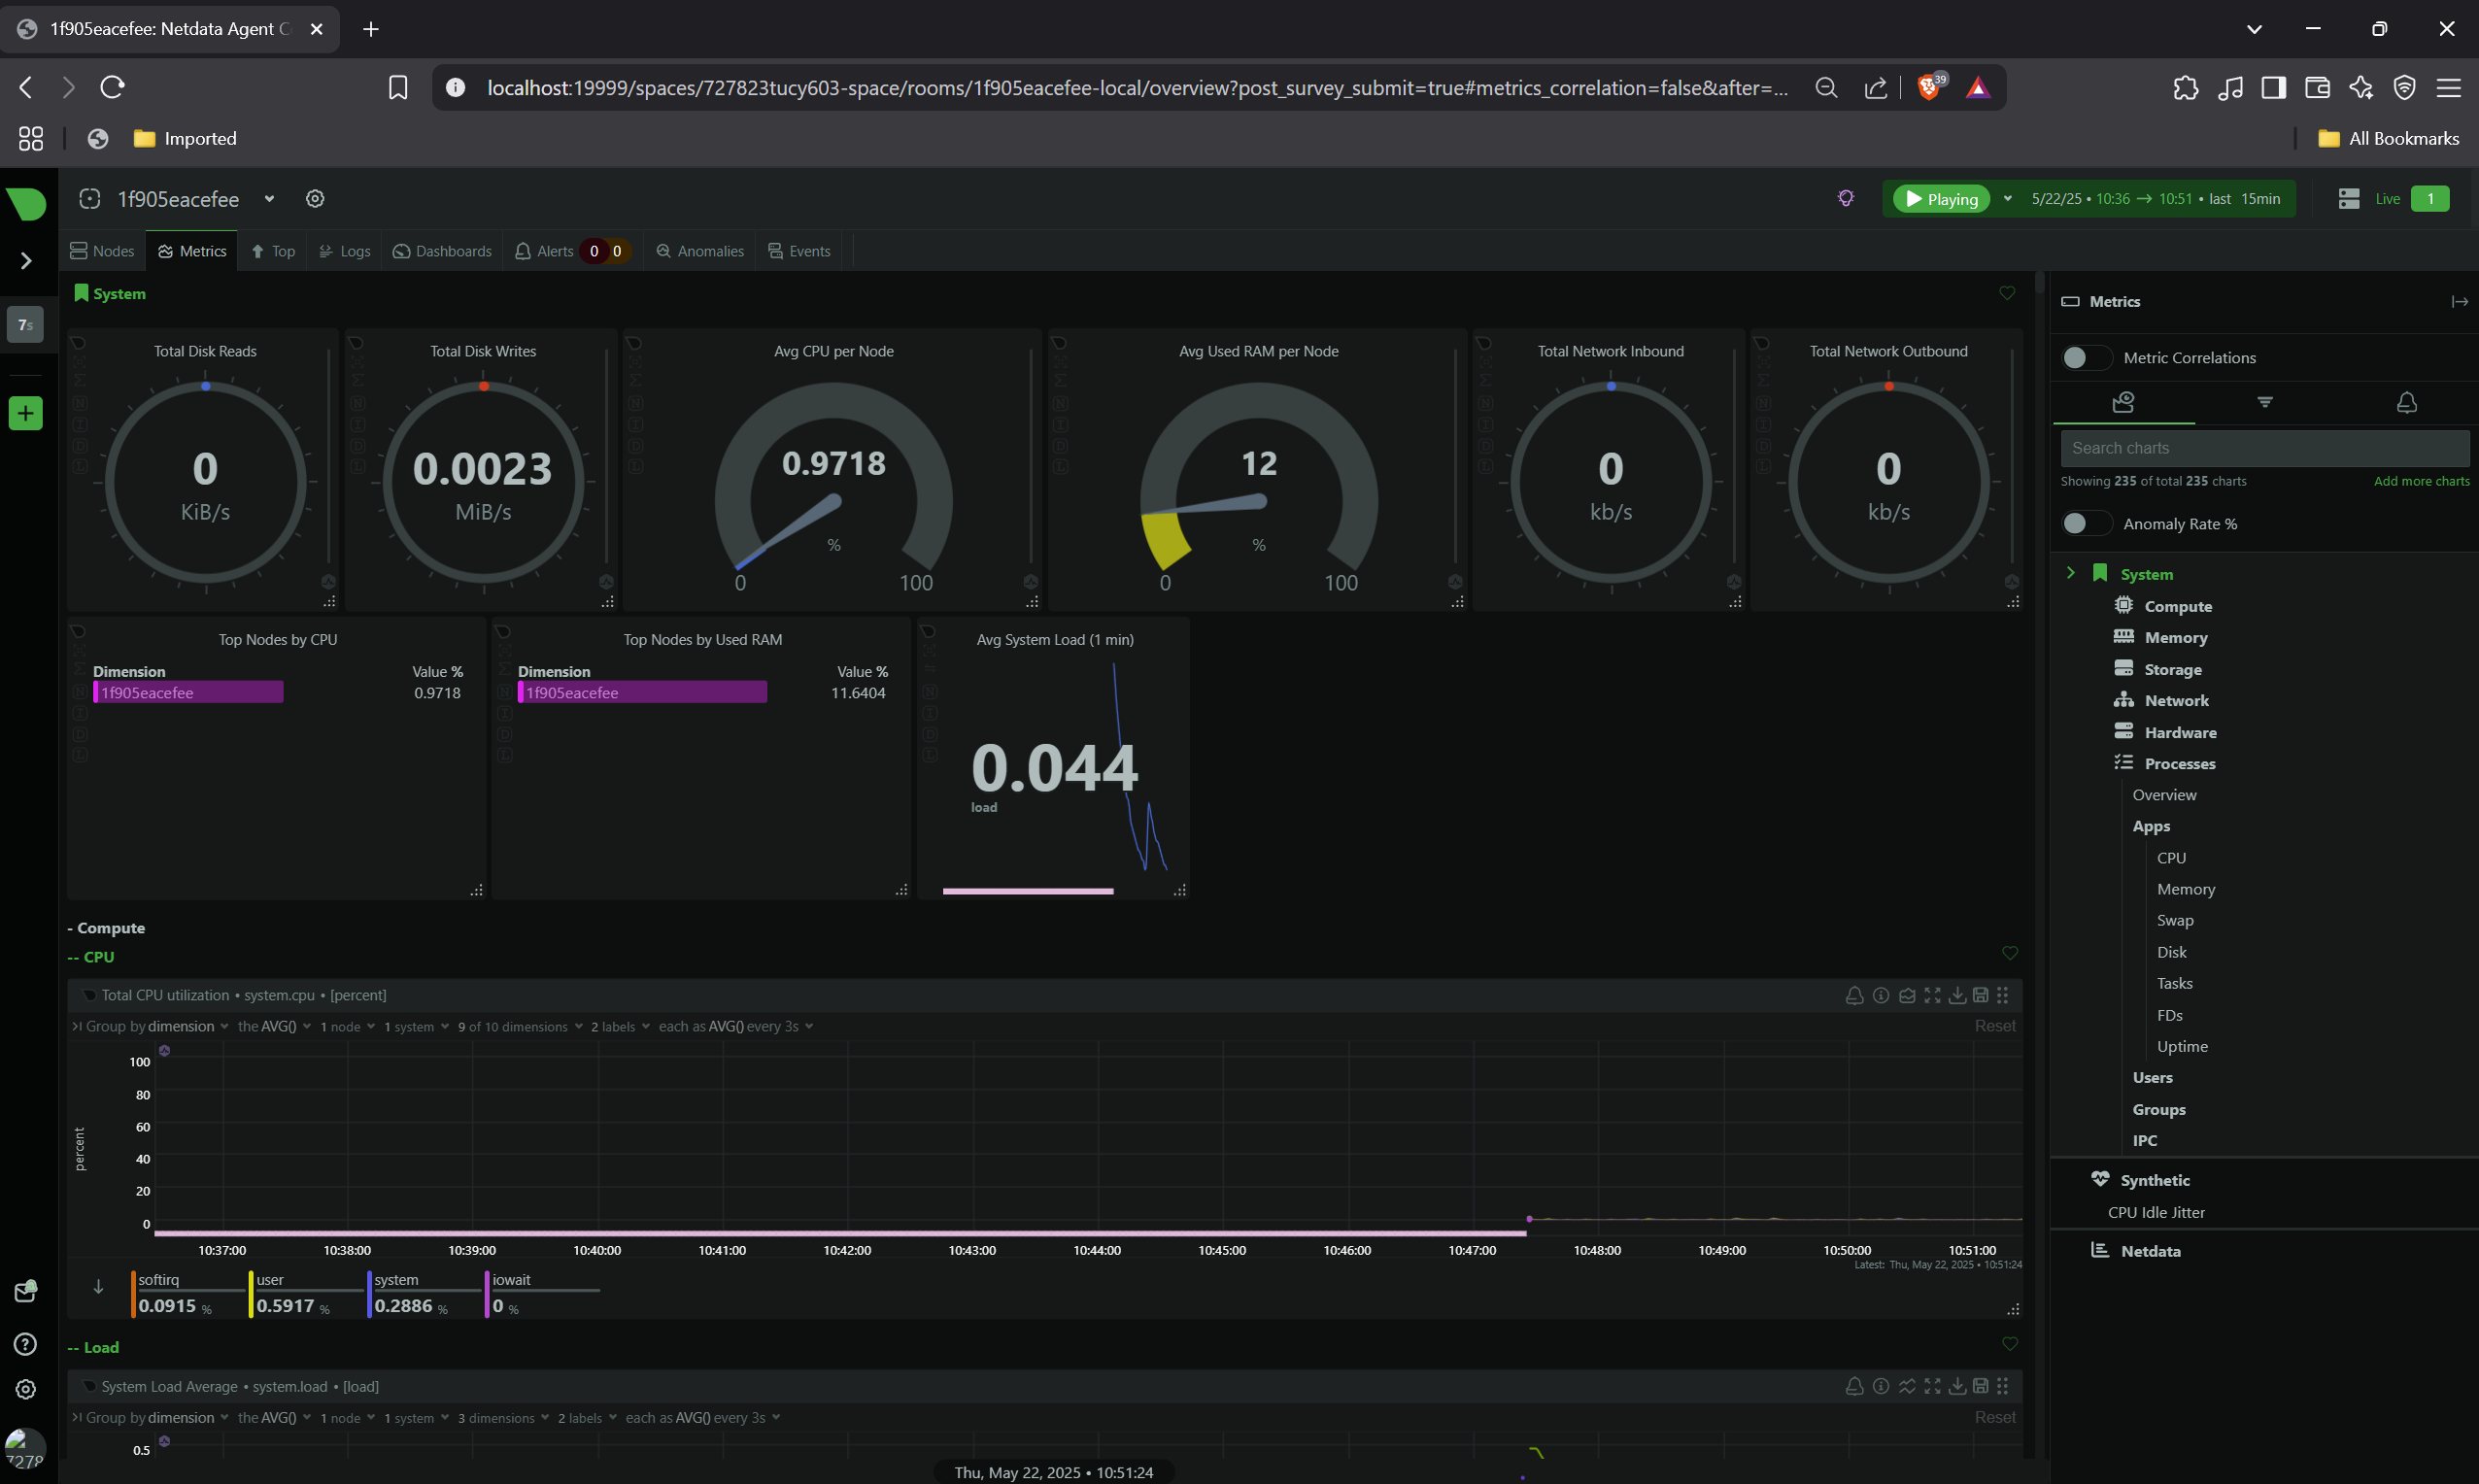 1f905eacefee: Netdata Agent C
localhost:19999/spaces/727823tucy603-space/rooms/1f905eacefee-local/overview?post_survey_submit=true#metrics_correlation=false&after=...
39
Imported
All Bookmarks
1f905eacefee
Playing
5/22/25 • 10:36 → 10:51 • last 15min
Live 1
Nodes Metrics Top Logs Dashboards Alerts 0 0 Anomalies Events
System
7s
Total Disk Reads
0
KiB/s
Total Disk Writes
0.0023
MiB/s
Avg CPU per Node
0.9718
%
0 100
Avg Used RAM per Node
12
%
0 100
Total Network Inbound
0
kb/s
Total Network Outbound
0
kb/s
Top Nodes by CPU
Dimension Value %
1f905eacefee 0.9718
Top Nodes by Used RAM
Dimension Value %
1f905eacefee 11.6404
Avg System Load (1 min)
0.044
load
- Compute
-- CPU
Total CPU utilization • system.cpu • [percent]
Group by dimension the AVG() 1 node 1 system 9 of 10 dimensions 2 labels each as AVG() every 3s
Reset
percent
100
80
60
40
20
0
10:37:00 10:38:00 10:39:00 10:40:00 10:41:00 10:42:00 10:43:00 10:44:00 10:45:00 10:46:00 10:47:00 10:48:00 10:49:00 10:50:00 10:51:00
Latest: Thu, May 22, 2025 • 10:51:24
softirq user system iowait
0.0915 % 0.5917 % 0.2886 % 0 %
-- Load
System Load Average • system.load • [load]
Group by dimension the AVG() 1 node 1 system 3 dimensions 2 labels each as AVG() every 3s
Reset
0.5
Thu, May 22, 2025 • 10:51:24
7278
Metrics
Metric Correlations
Search charts
Showing 235 of total 235 charts
Add more charts
Anomaly Rate %
System
Compute
Memory
Storage
Network
Hardware
Processes
Overview
Apps
CPU
Memory
Swap
Disk
Tasks
FDs
Uptime
Users
Groups
IPC
Synthetic
CPU Idle Jitter
Netdata